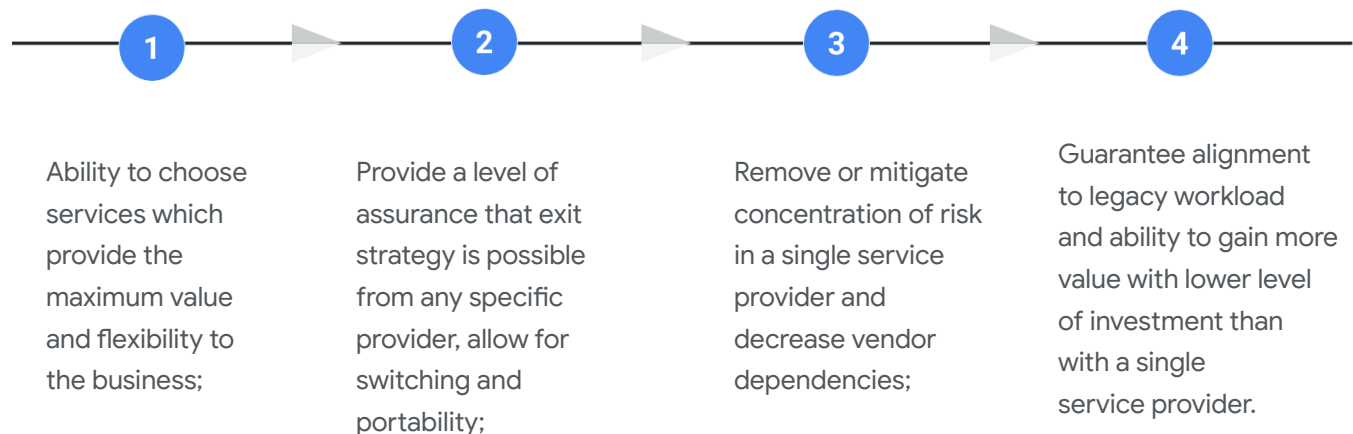 1
2
3
4
Ability to choose
services which
provide the
maximum value
and flexibility to
the business;
Provide a level of
assurance that exit
strategy is possible
from any specific
provider, allow for
switching and
portability;
Remove or mitigate
concentration of risk
in a single service
provider and
decrease vendor
dependencies;
Guarantee alignment
to legacy workload
and ability to gain more
value with lower level
of investment than
with a single
service provider.